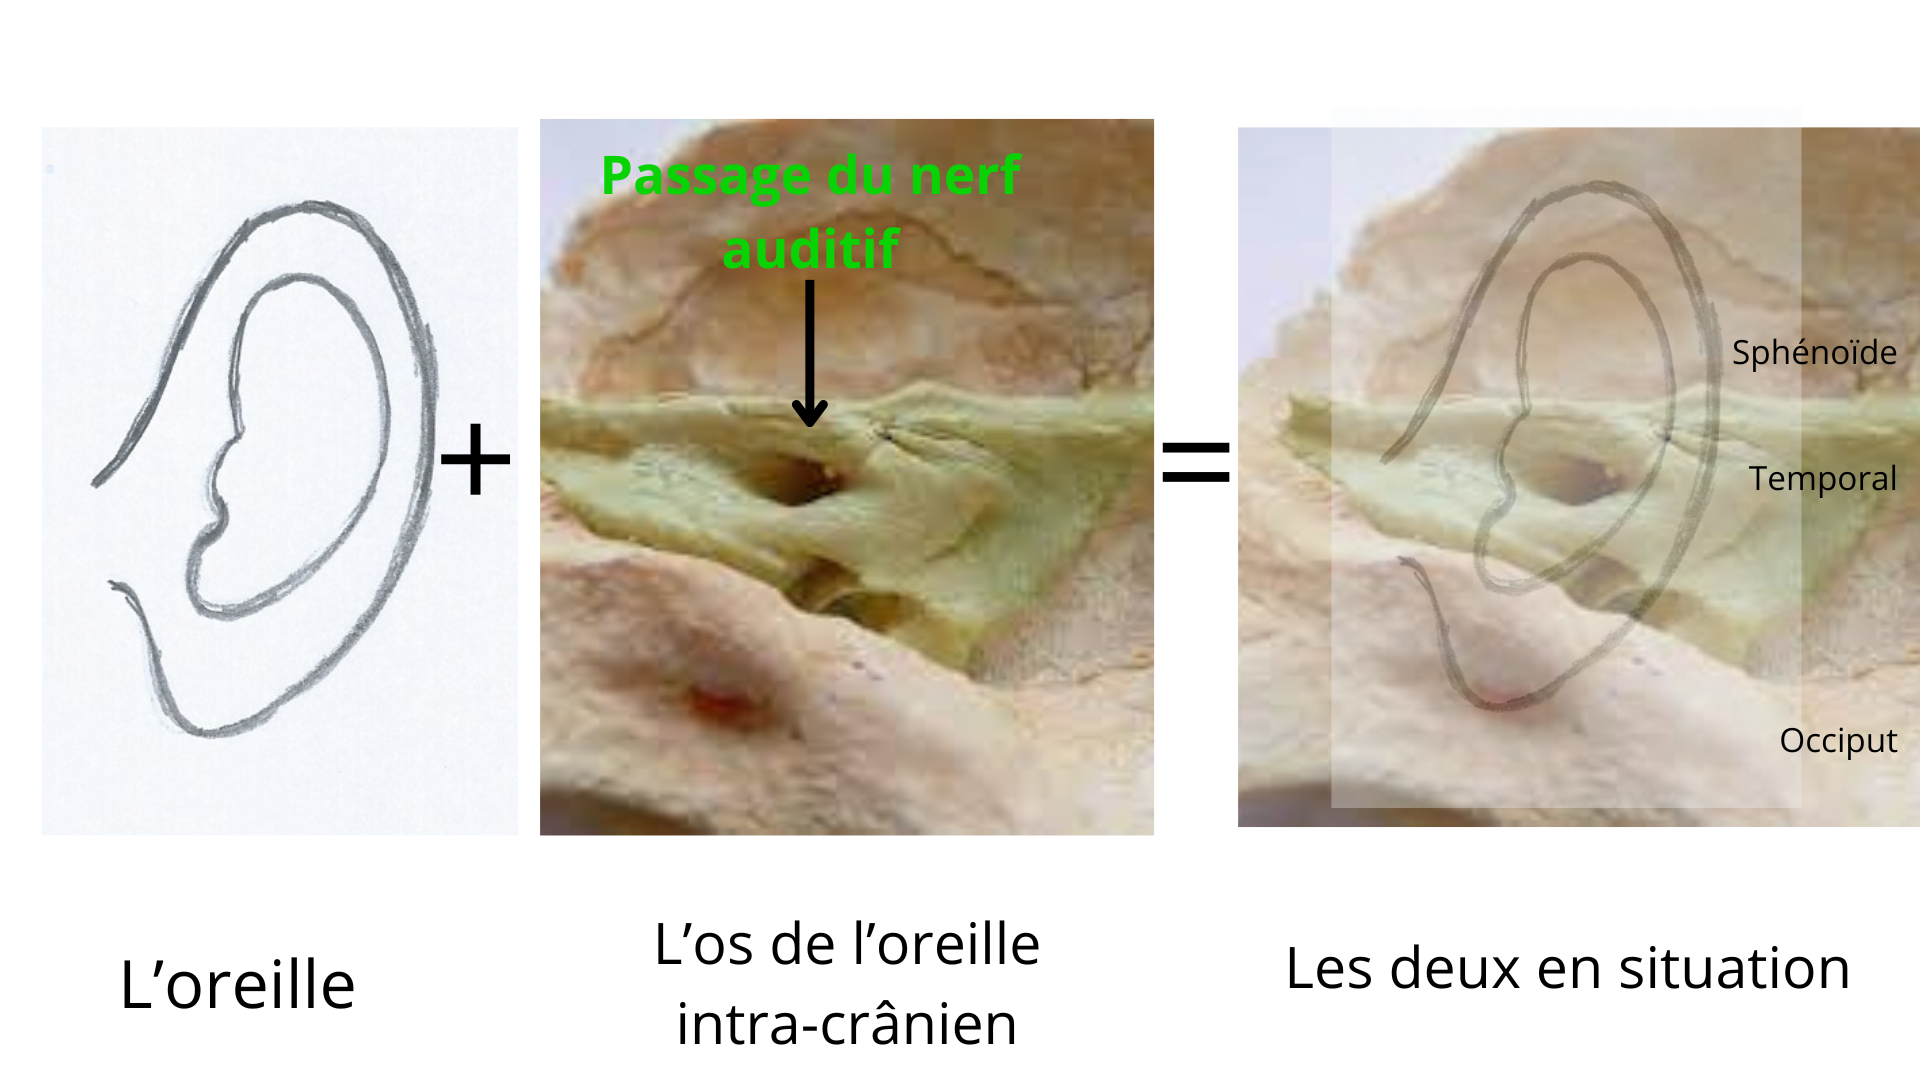 Passage du nerf
auditif
+
=
Sphénoïde
Temporal
Occiput
L’oreille
L’os de l’oreille
intra-crânien
Les deux en situation